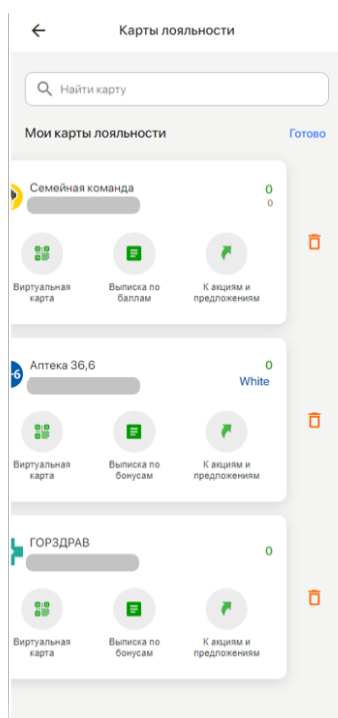 Карты лояльности
Найти карту
Мои карты лояльности Готово
Семейная команда 0
0
Виртуальная карта
Выписка по баллам
К акциям и предложениям
-6 Аптека 36,6 0
White
Виртуальная карта
Выписка по бонусам
К акциям и предложениям
ГОРЗДРАВ 0
Виртуальная карта
Выписка по бонусам
К акциям и предложениям